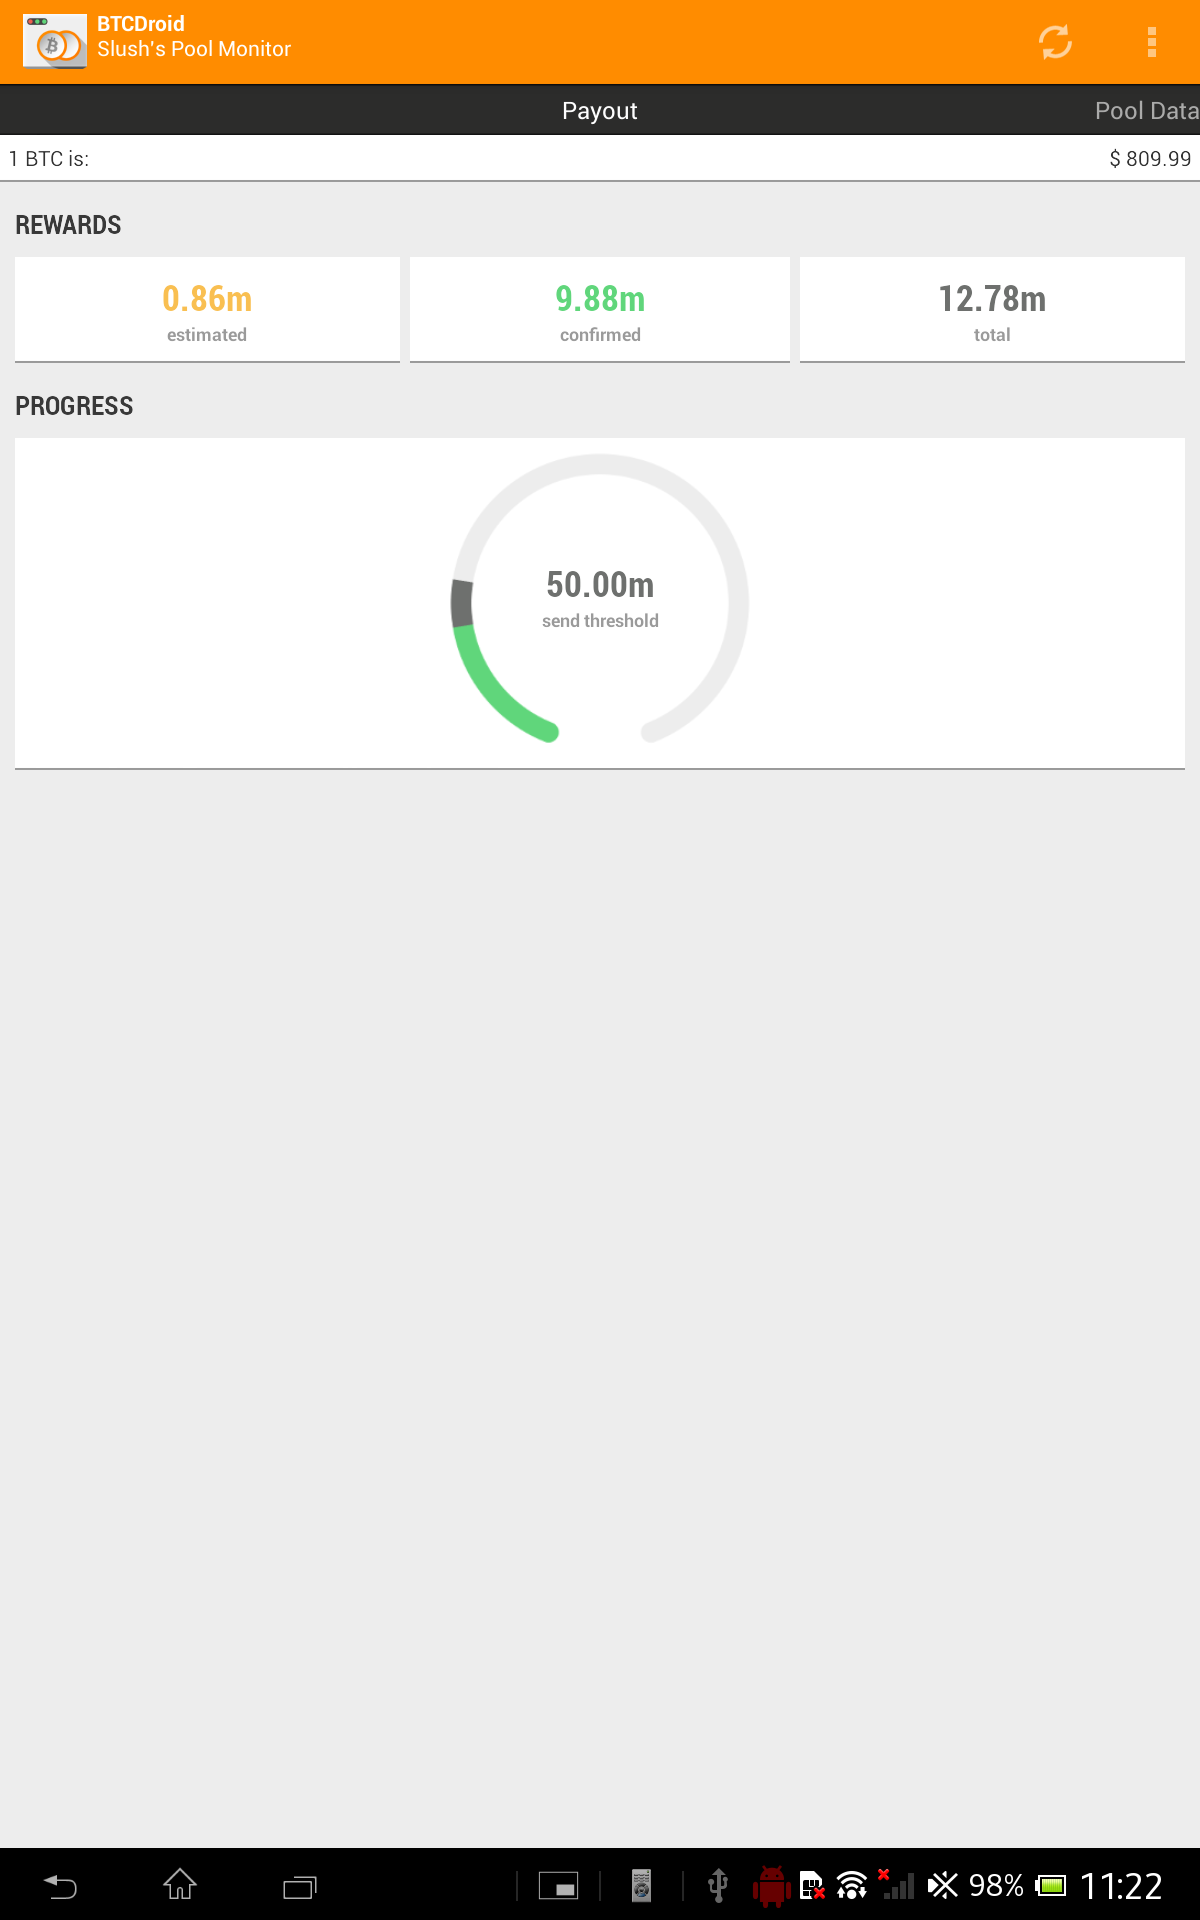 BTCDroid
Slush's Pool Monitor
Payout
Pool Data
1 BTC is:
$ 809.99
REWARDS
0.86m
estimated
9.88m
confirmed
12.78m
total
PROGRESS
50.00m
send threshold
98%
11:22